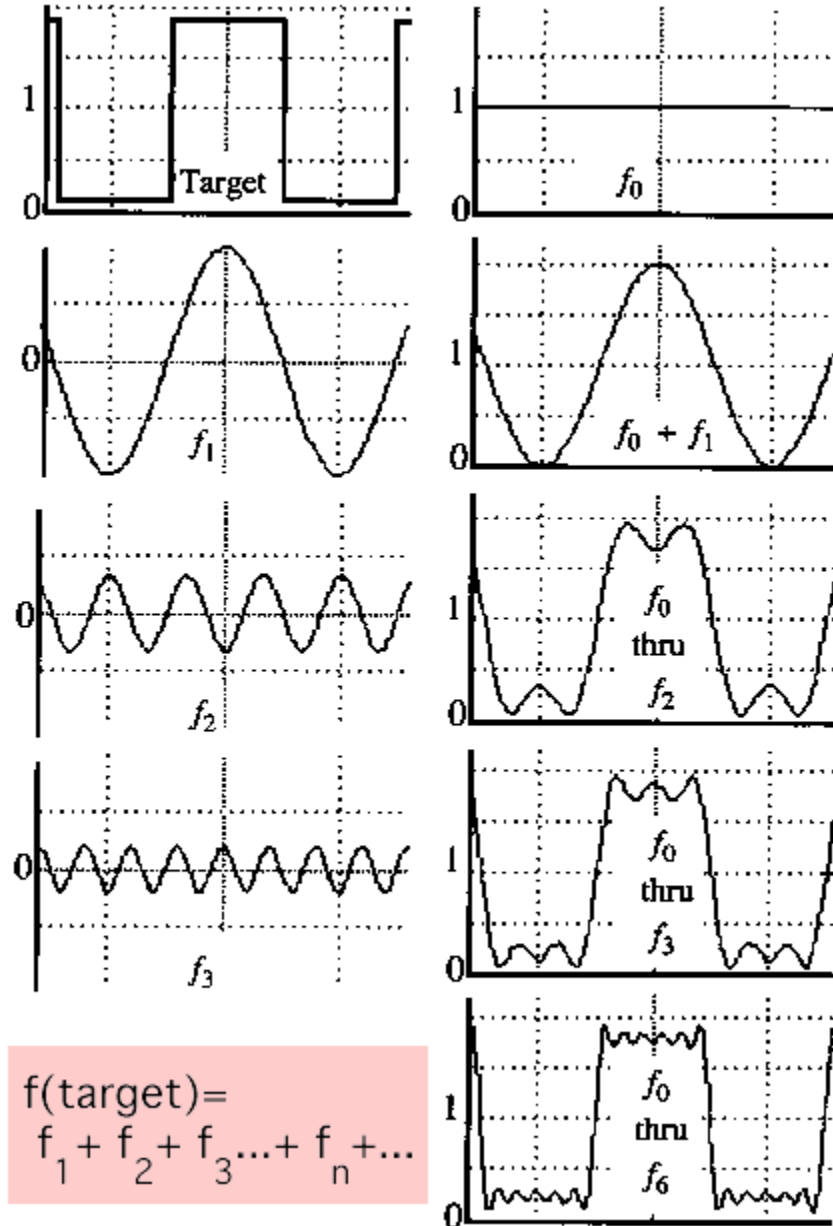 1
0
Target
1
0
f₀
0
f₁
1
0
f₀ + f₁
0
f₂
1
0
f₀
thru
f₂
0
f₃
1
0
f₀
thru
f₃
f(target)=
f₁+ f₂+ f₃...+ fₙ+...
1
0
f₀
thru
f₆